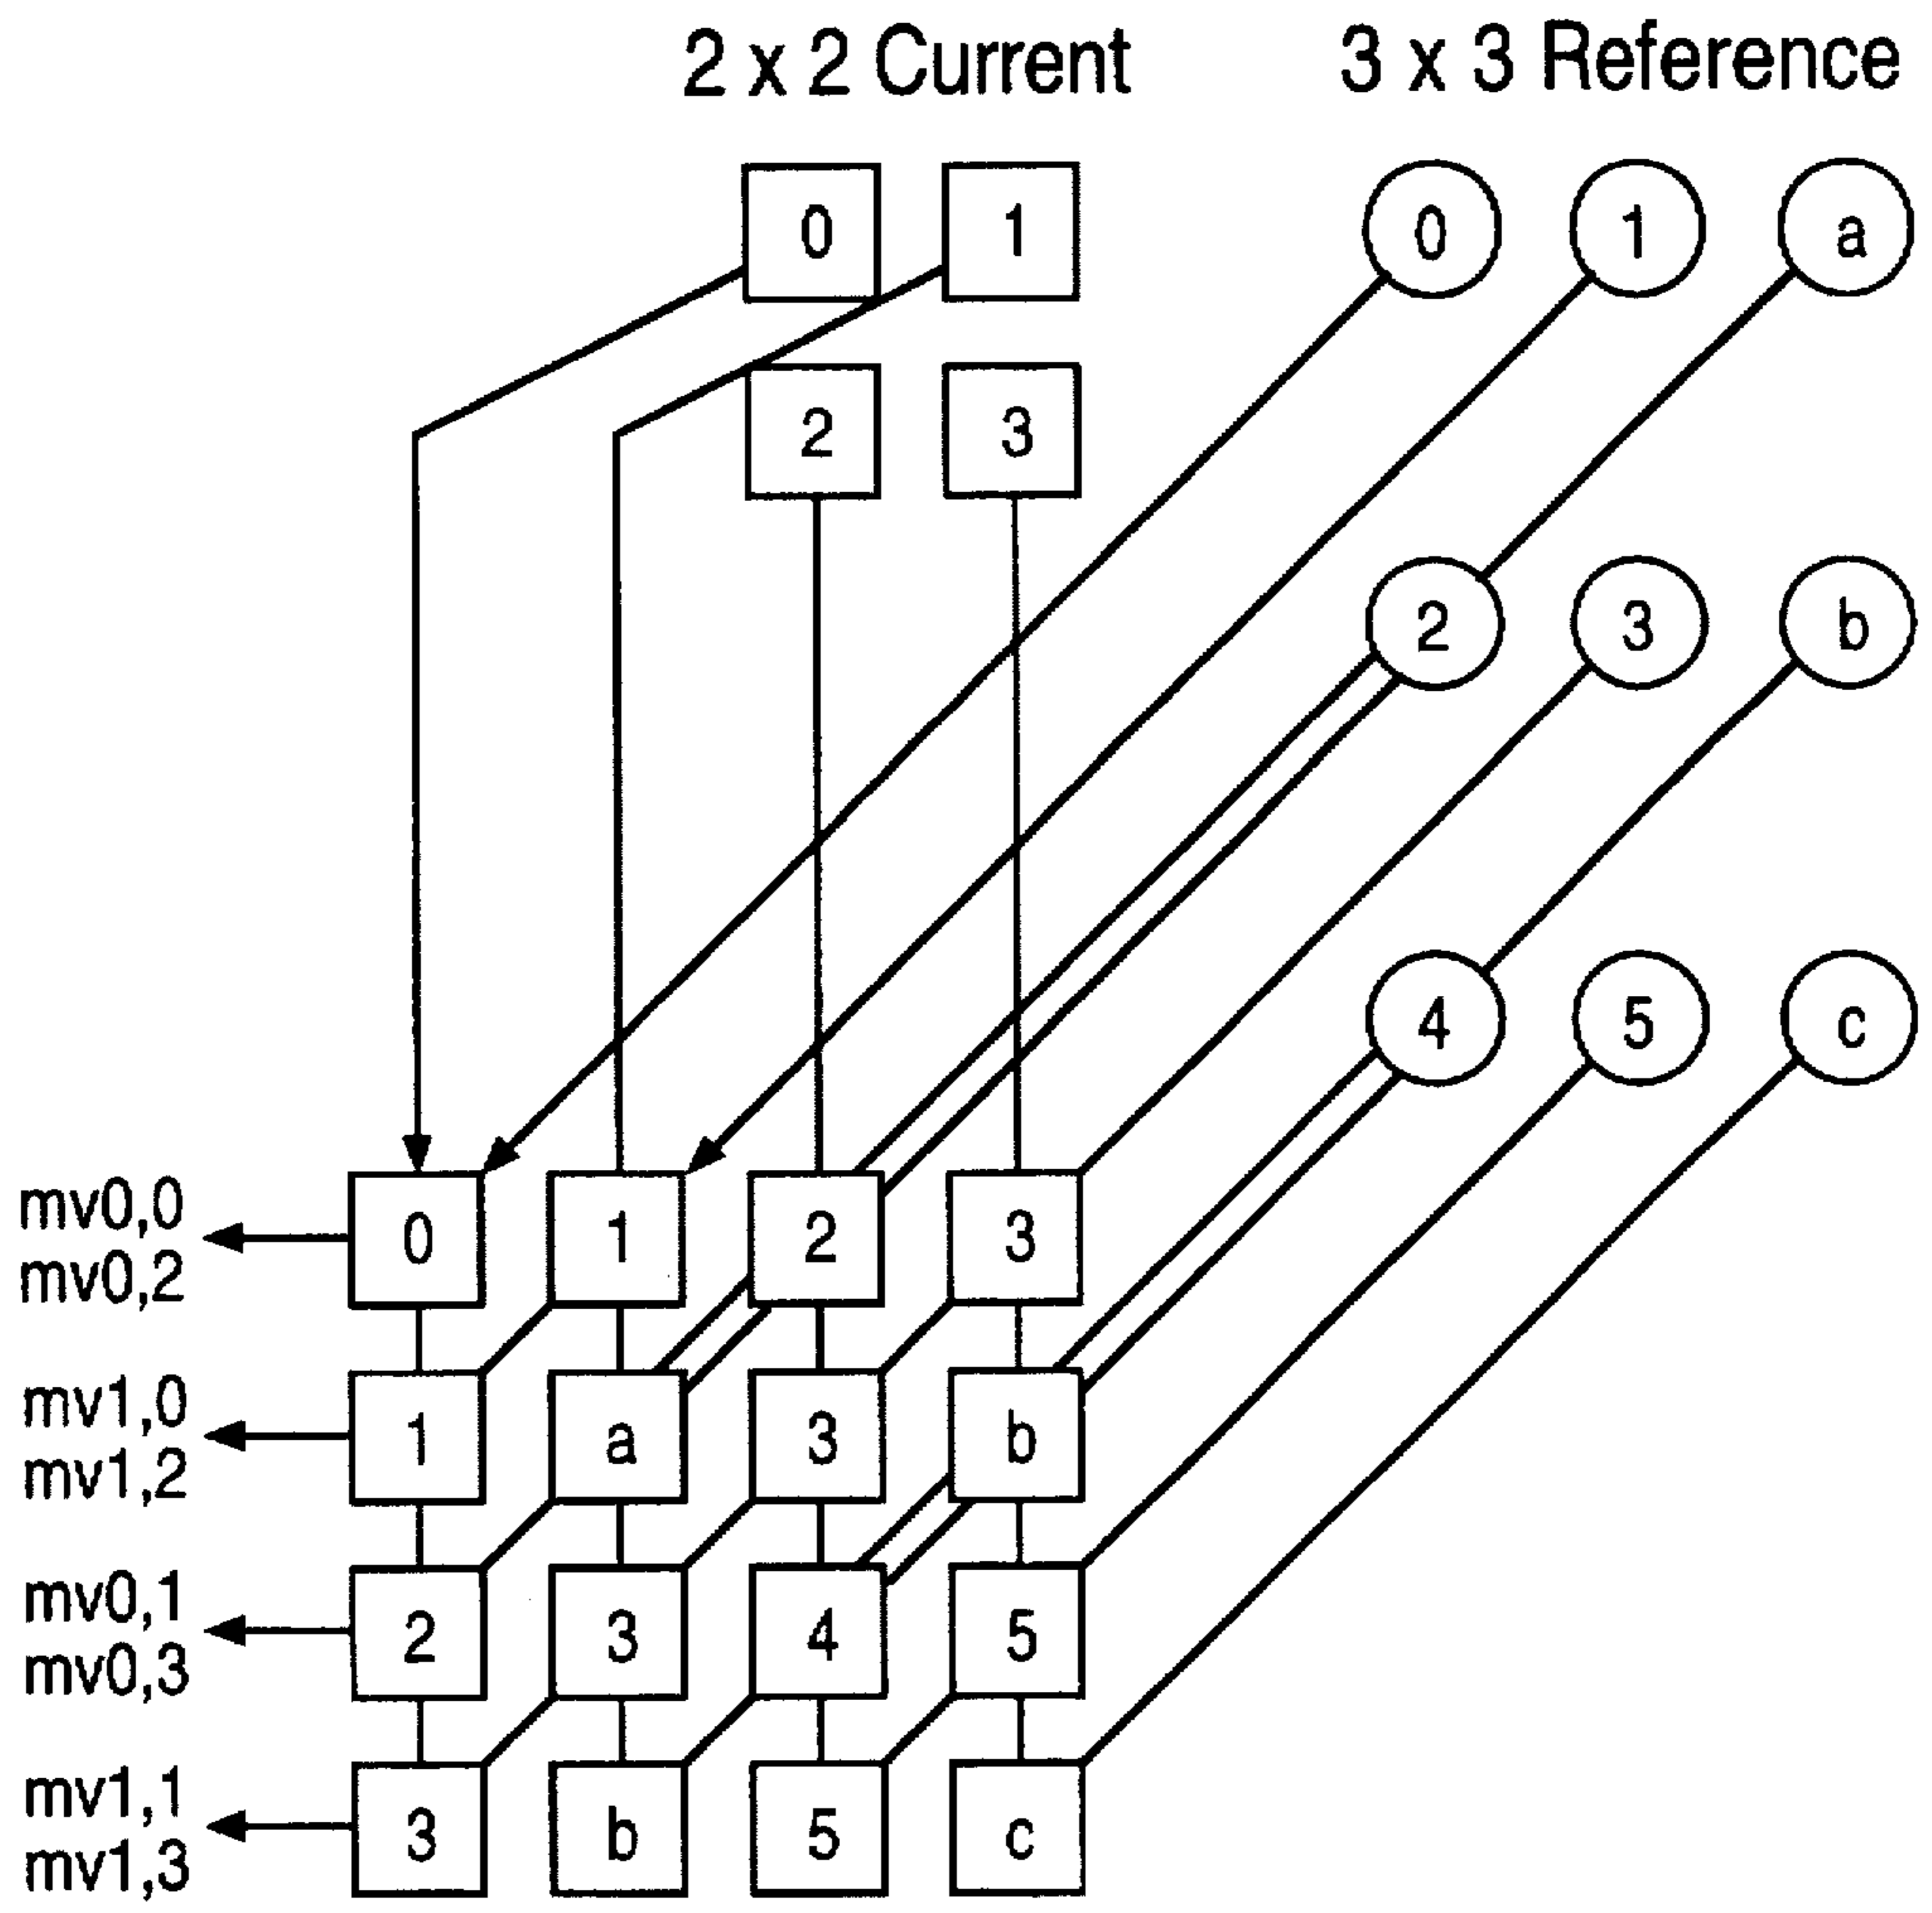 2 x 2 Current 3 x 3 Reference
0 1 0 1 a
2 3
2 3 b
4 5 c
mv0,0
mv0,2
0 1 2 3
mv1,0
mv1,2
1 a 3 b
mv0,1
mv0,3
2 3 4 5
mv1,1
mv1,3
3 b 5 c